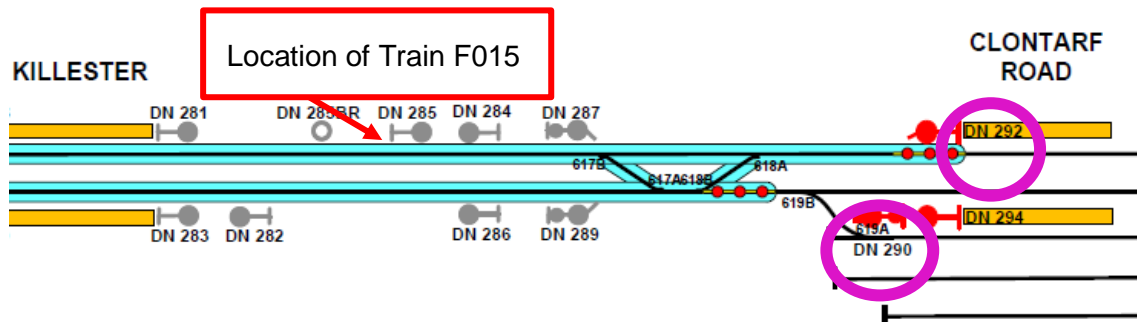 Location of Train F015
KILLESTER
CLONTARF
ROAD
DN 281
DN 285BR
DN 285
DN 284
DN 287
DN 292
617B
617A
618B
618A
619B
DN 283
DN 282
DN 286
DN 289
DN 294
619A
DN 290